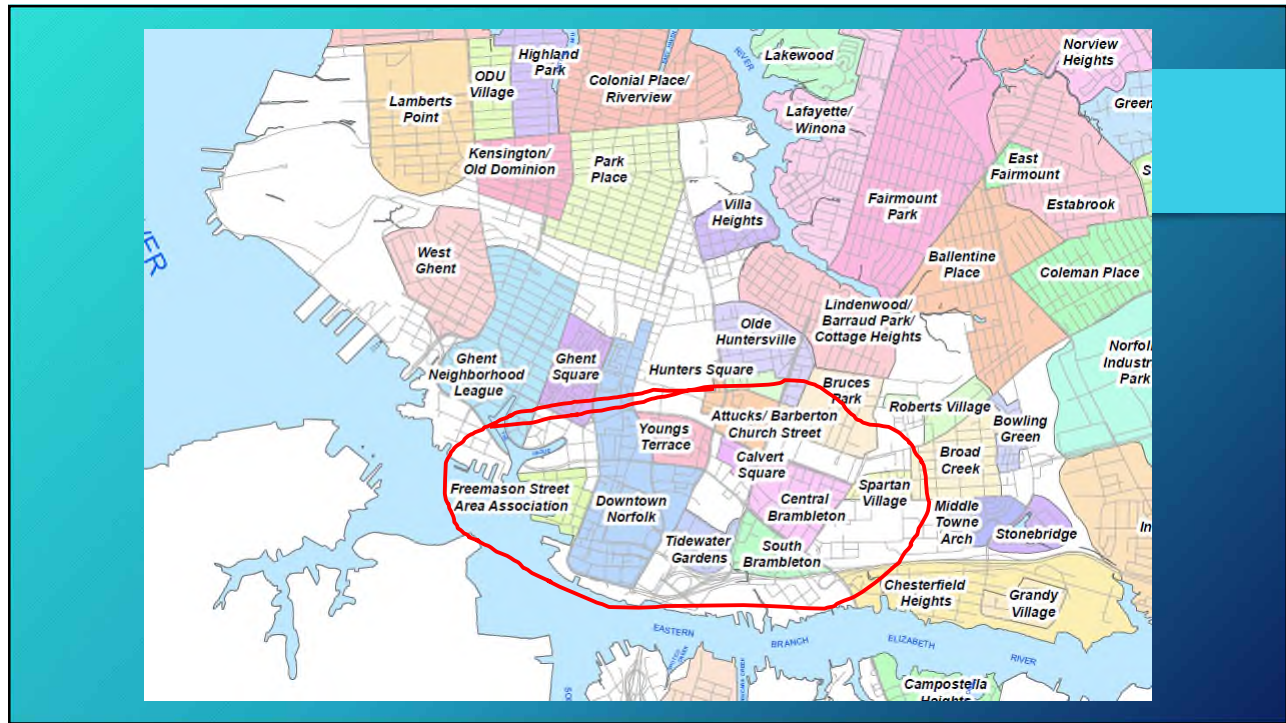 Highland
Park
ODU
Village
Colonial Place/
Riverview
Lamberts
Point
Kensington/
Old Dominion
Park
Place
RIVER
Lakewood
Norview
Heights
Lafayette/
Winona
Green
East
Fairmount
S
Fairmount
Park
Estabrook
Villa
Heights
West
Ghent
Ballentine
Place
Coleman Place
Lindenwood/
Barraud Park/
Cottage Heights
Olde
Huntersville
Norfol
Industr
Park
Ghent
Neighborhood
League
Ghent
Square
Hunters Square
Bruces
Park
Attucks/ Barberton
Church Street
Roberts Village
Bowling
Green
Youngs
Terrace
Calvert
Square
Broad
Creek
Spartan
Village
Freemason Street
Area Association
Downtown
Norfolk
Central
Brambleton
Middle
Towne
Arch
Stonebridge
In
Tidewater
Gardens
South
Brambleton
Chesterfield
Heights
Grandy
Village
EASTERN
BRANCH
ELIZABETH
RIVER
Campostella
Heights